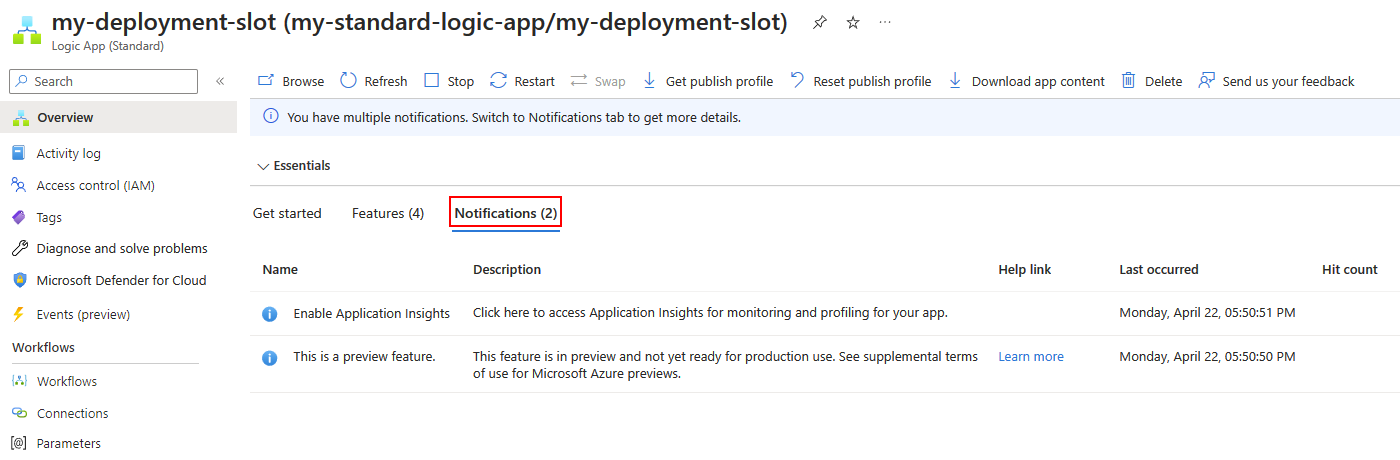 my-deployment-slot (my-standard-logic-app/my-deployment-slot)
Logic App (Standard)
Search
Browse Refresh Stop Restart Swap Get publish profile Reset publish profile Download app content Delete Send us your feedback
You have multiple notifications. Switch to Notifications tab to get more details.
Overview
Activity log
Access control (IAM)
Tags
Diagnose and solve problems
Microsoft Defender for Cloud
Events (preview)
Workflows
Workflows
Connections
Parameters
Essentials
Get started Features (4) Notifications (2)
Name Description Help link Last occurred Hit count
Enable Application Insights Click here to access Application Insights for monitoring and profiling for your app. Monday, April 22, 05:50:51 PM
This is a preview feature. This feature is in preview and not yet ready for production use. See supplemental terms Learn more Monday, April 22, 05:50:50 PM
of use for Microsoft Azure previews.